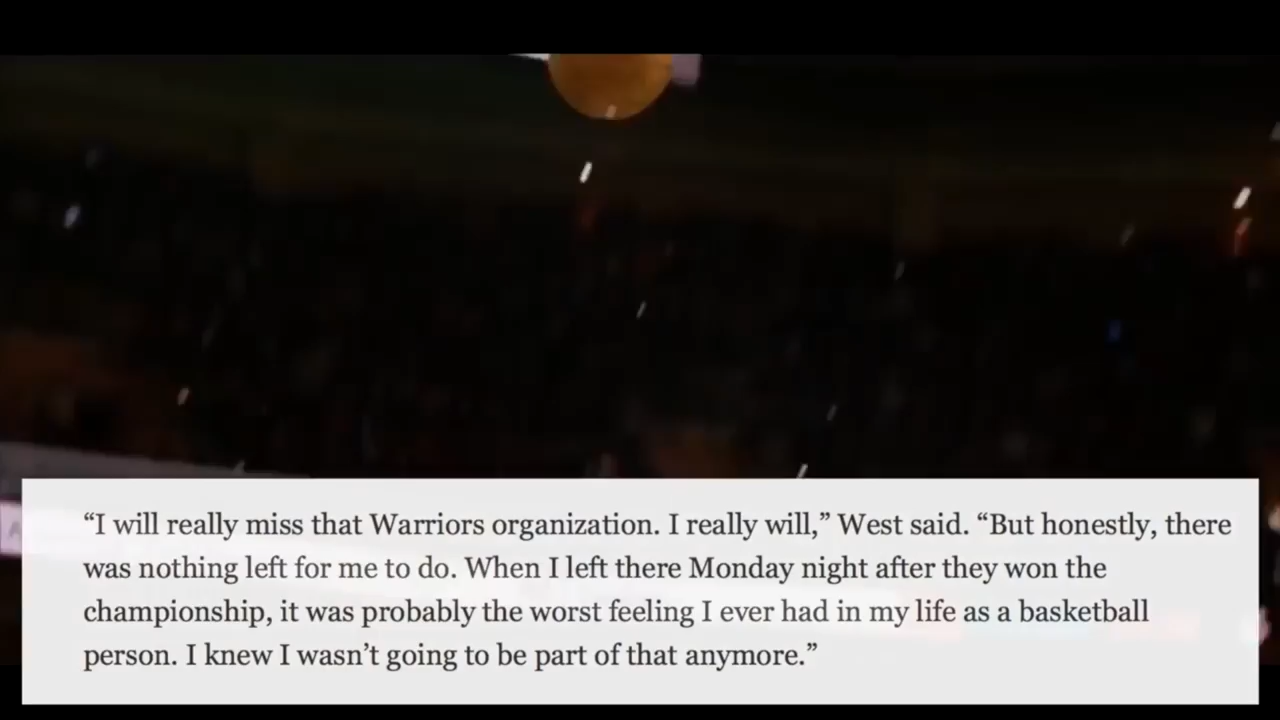 “I will really miss that Warriors organization. I really will,” West said. “But honestly, there
was nothing left for me to do. When I left there Monday night after they won the
championship, it was probably the worst feeling I ever had in my life as a basketball
person. I knew I wasn’t going to be part of that anymore.”